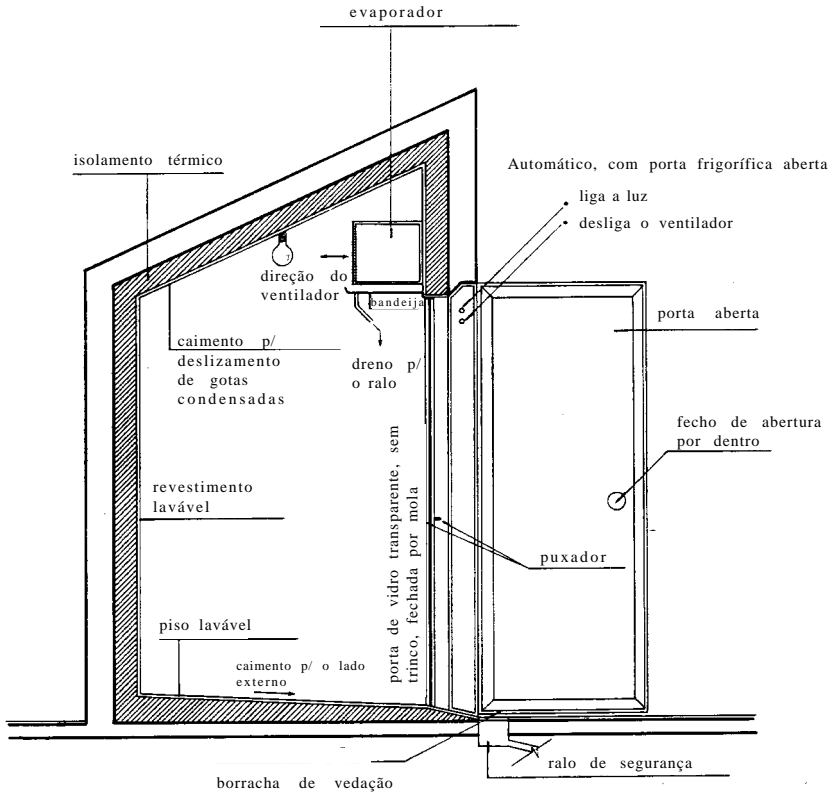 evaporador
isolamento térmico
Automático, com porta frigorífica aberta
liga a luz
desliga o ventilador
direção do
ventilador
bandeija
porta aberta
caimento p/
deslizamento
de gotas
condensadas
dreno p/
o ralo
fecho de abertura
por dentro
porta de vidro transparente, sem
trinco, fechada por mola
revestimento
lavável
puxador
piso lavável
caimento p/ o lado
externo
ralo de segurança
borracha de vedação